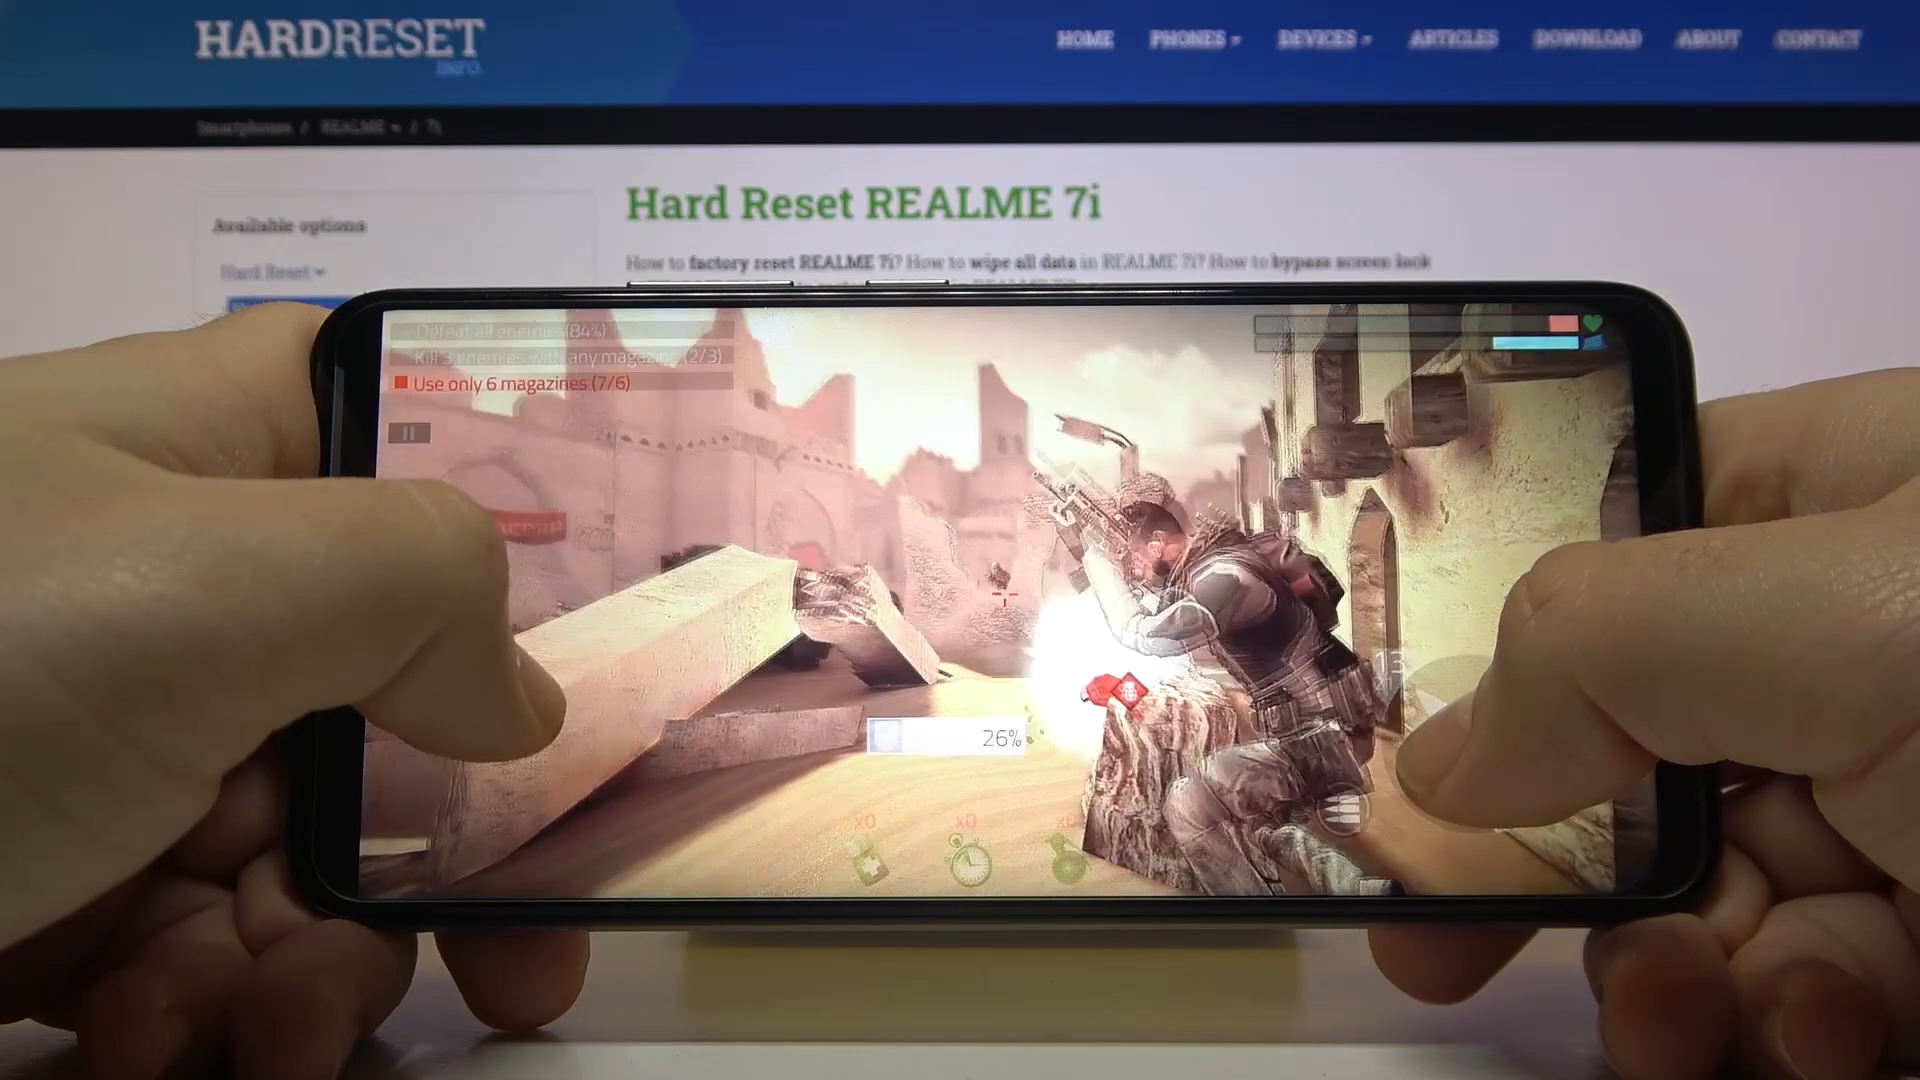 HARDRESET
.INFO
HOME PHONES DEVICES ARTICLES DOWNLOAD ABOUT CONTACT
Smartphones / REALME / 7i
Hard Reset REALME 7i
Available options
How to factory reset REALME 7i? How to wipe all data in REALME 7i? How to bypass screen lock
Hard Reset
Defeat all enemies (84%)
Kill 3 enemies with any magazine (2/3)
Use only 6 magazines (7/6)
13
26%
x0 x0 x0